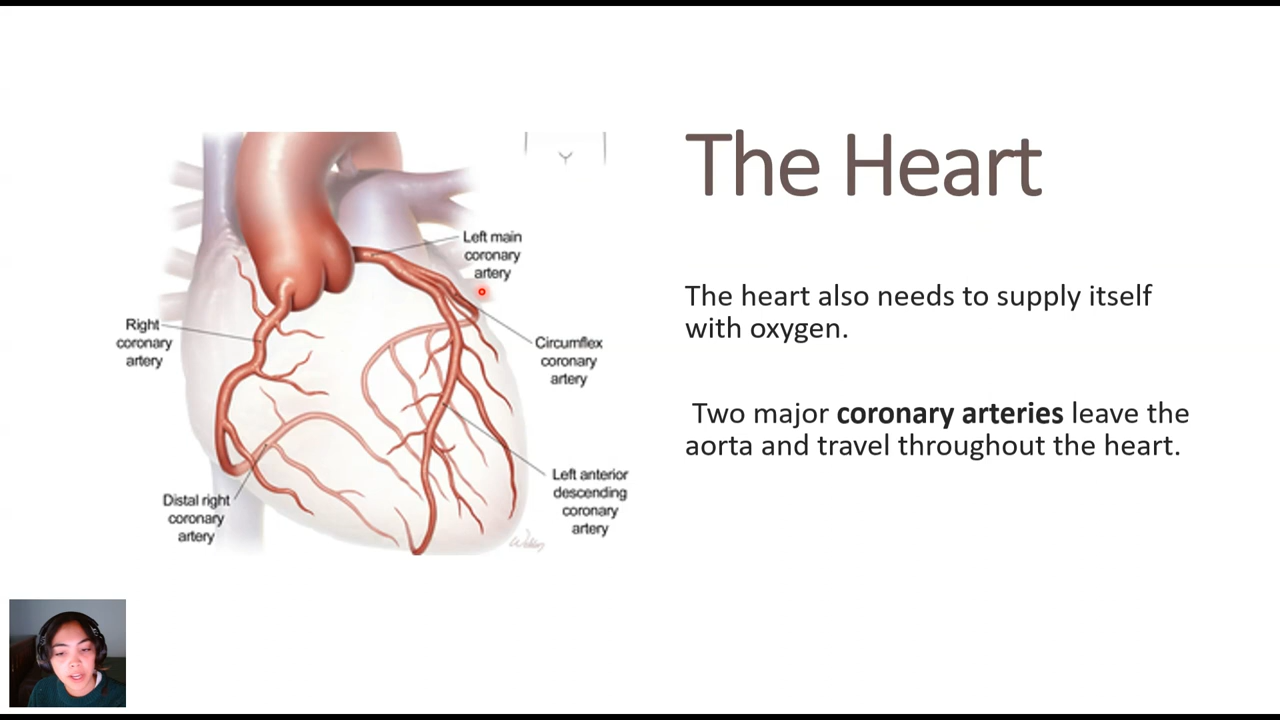 The Heart
Left main
coronary
artery
Right
coronary
artery
Circumflex
coronary
artery
Left anterior
descending
coronary
artery
Distal right
coronary
artery
The heart also needs to supply itself
with oxygen.
Two major coronary arteries leave the
aorta and travel throughout the heart.